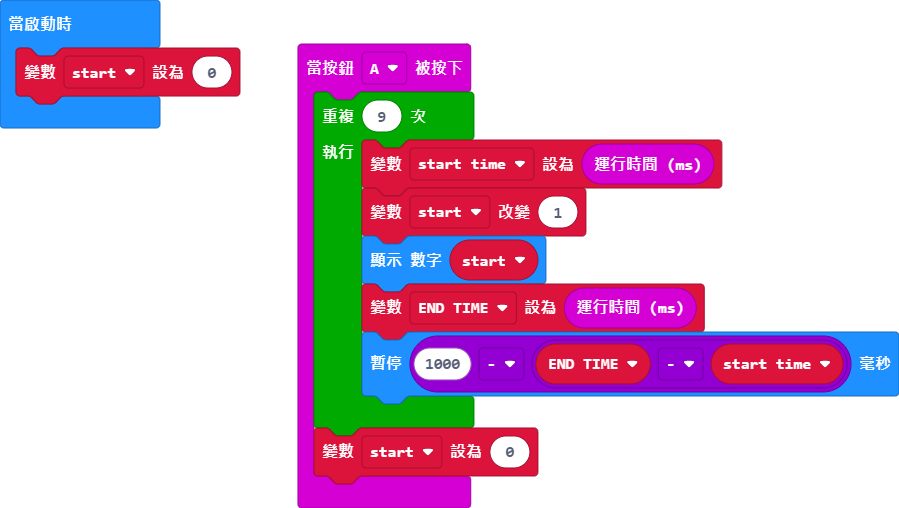 當啟動時
變數 start 設為 0
當按鈕 A 被按下
重複 9 次
執行
變數 start time 設為 運行時間 (ms)
變數 start 改變 1
顯示 數字 start
變數 END TIME 設為 運行時間 (ms)
暫停 1000 - END TIME - start time 毫秒
變數 start 設為 0